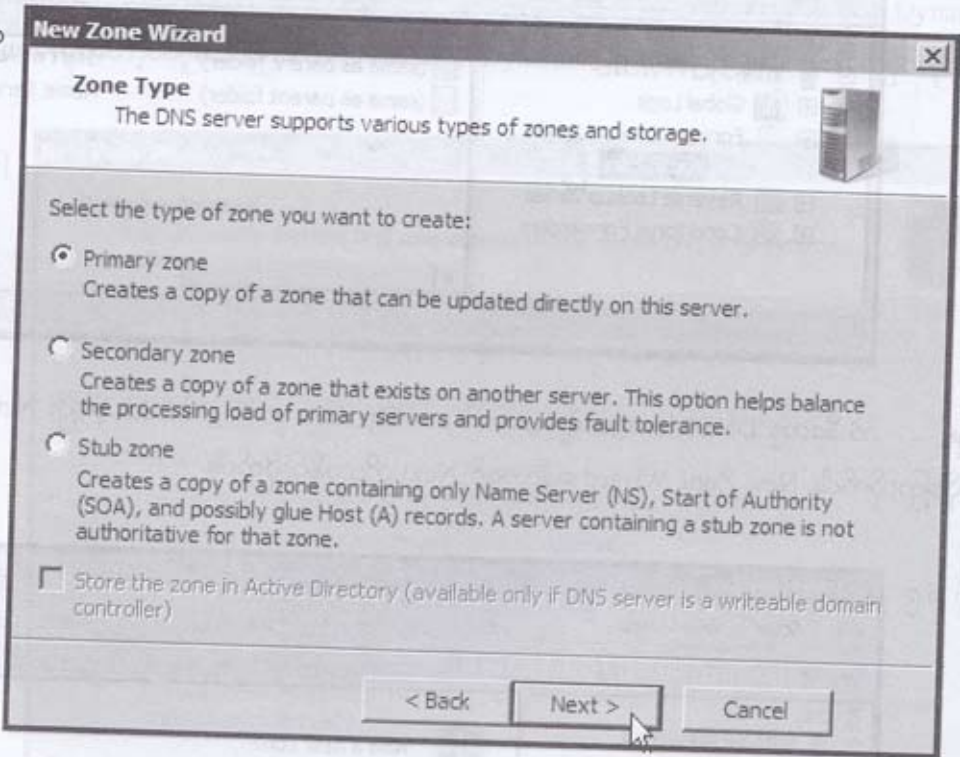 New Zone Wizard
Zone Type
The DNS server supports various types of zones and storage.
Select the type of zone you want to create:
Primary zone
Creates a copy of a zone that can be updated directly on this server.
Secondary zone
Creates a copy of a zone that exists on another server. This option helps balance
the processing load of primary servers and provides fault tolerance.
Stub zone
Creates a copy of a zone containing only Name Server (NS), Start of Authority
(SOA), and possibly glue Host (A) records. A server containing a stub zone is not
authoritative for that zone.
Store the zone in Active Directory (available only if DNS server is a writeable domain
controller)
< Back
Next >
Cancel